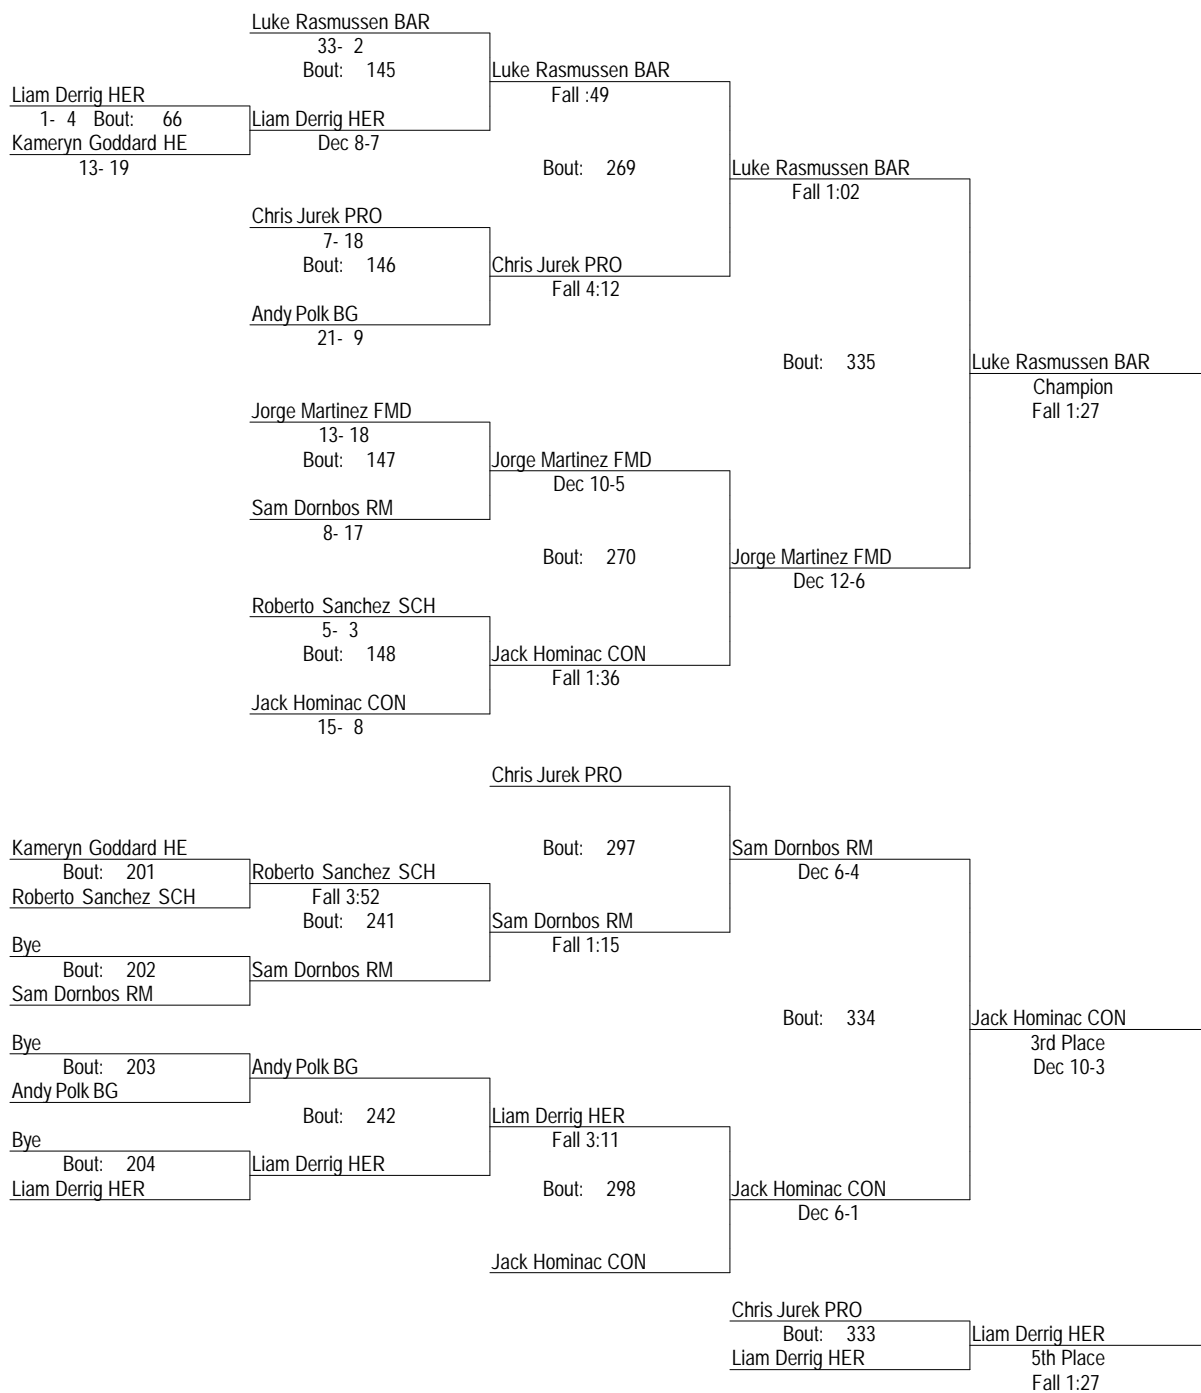 Luke Rasmussen BAR
33- 2
Bout: 145
Luke Rasmussen BAR
Liam Derrig HER
Fall :49
1- 4 Bout: 66
Liam Derrig HER
Kameryn Goddard HE
Dec 8-7
13- 19
Bout: 269
Luke Rasmussen BAR
Fall 1:02
Chris Jurek PRO
7- 18
Bout: 146
Chris Jurek PRO
Fall 4:12
Andy Polk BG
21- 9
Bout: 335
Luke Rasmussen BAR
Champion
Fall 1:27
Jorge Martinez FMD
13- 18
Bout: 147
Jorge Martinez FMD
Dec 10-5
Sam Dornbos RM
8- 17
Bout: 270
Jorge Martinez FMD
Dec 12-6
Roberto Sanchez SCH
5- 3
Bout: 148
Jack Hominac CON
Fall 1:36
Jack Hominac CON
15- 8
Chris Jurek PRO
Kameryn Goddard HE
Bout: 297
Sam Dornbos RM
Bout: 201
Roberto Sanchez SCH
Dec 6-4
Roberto Sanchez SCH
Fall 3:52
Bout: 241
Sam Dornbos RM
Bye
Fall 1:15
Bout: 202
Sam Dornbos RM
Sam Dornbos RM
Bout: 334
Jack Hominac CON
Bye
3rd Place
Bout: 203
Andy Polk BG
Dec 10-3
Andy Polk BG
Bout: 242
Liam Derrig HER
Bye
Fall 3:11
Bout: 204
Liam Derrig HER
Liam Derrig HER
Bout: 298
Jack Hominac CON
Dec 6-1
Jack Hominac CON
Chris Jurek PRO
Bout: 333
Liam Derrig HER
Liam Derrig HER
5th Place
Fall 1:27